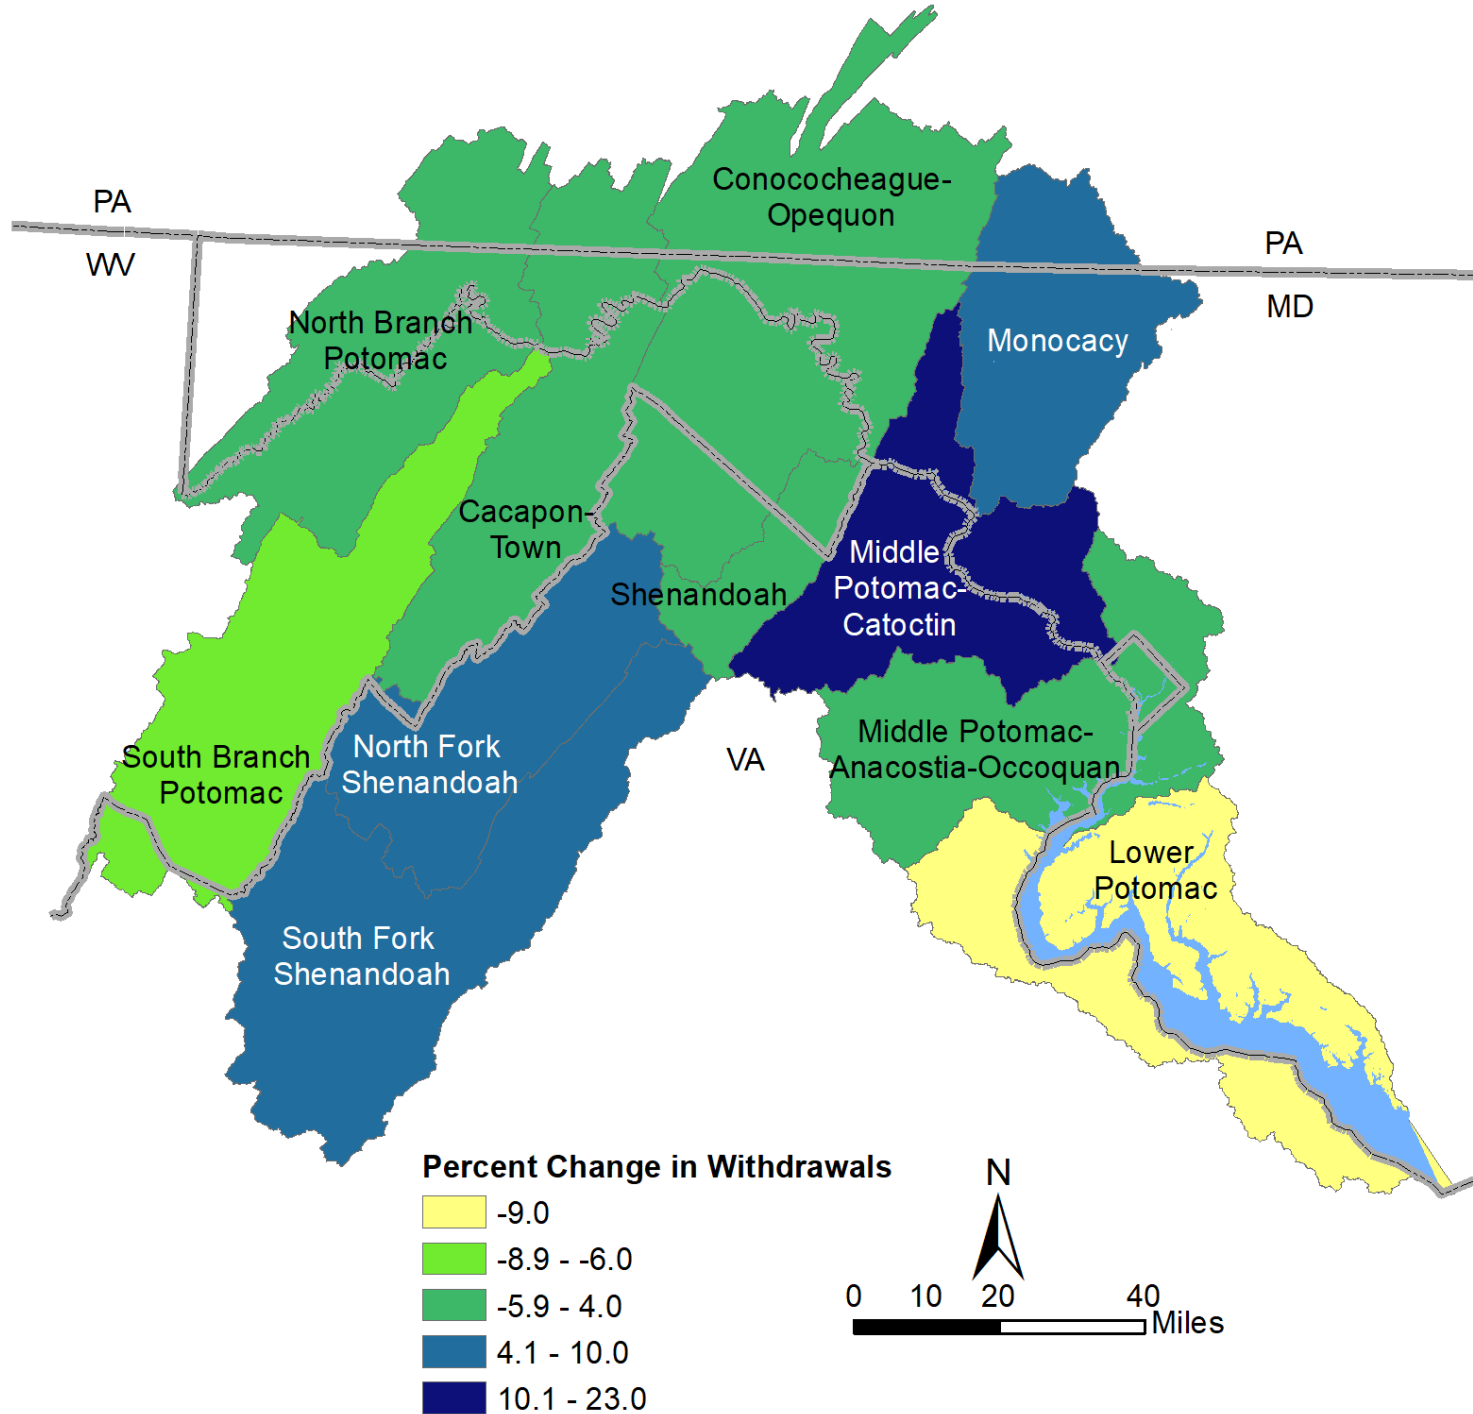 Conococheague-
Opequon
PA
WV
PA
MD
North Branch
Potomac
Monocacy
Cacapon-
Town
Middle
Potomac-
Catoctin
Shenandoah
South Branch
Potomac
North Fork
Shenandoah
VA
Middle Potomac-
Anacostia-Occoquan
Lower
Potomac
South Fork
Shenandoah
Percent Change in Withdrawals
-9.0
-8.9 - -6.0
-5.9 - 4.0
4.1 - 10.0
10.1 - 23.0
N
0 10 20 40
Miles